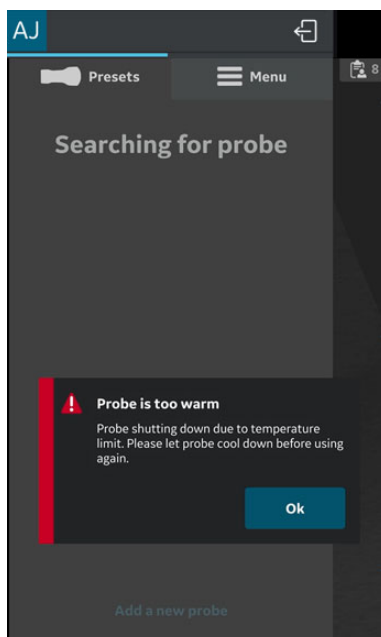 AJ
Presets
Menu
8
Searching for probe
Probe is too warm
Probe shutting down due to temperature
limit. Please let probe cool down before using
again.
Ok
Add a new probe